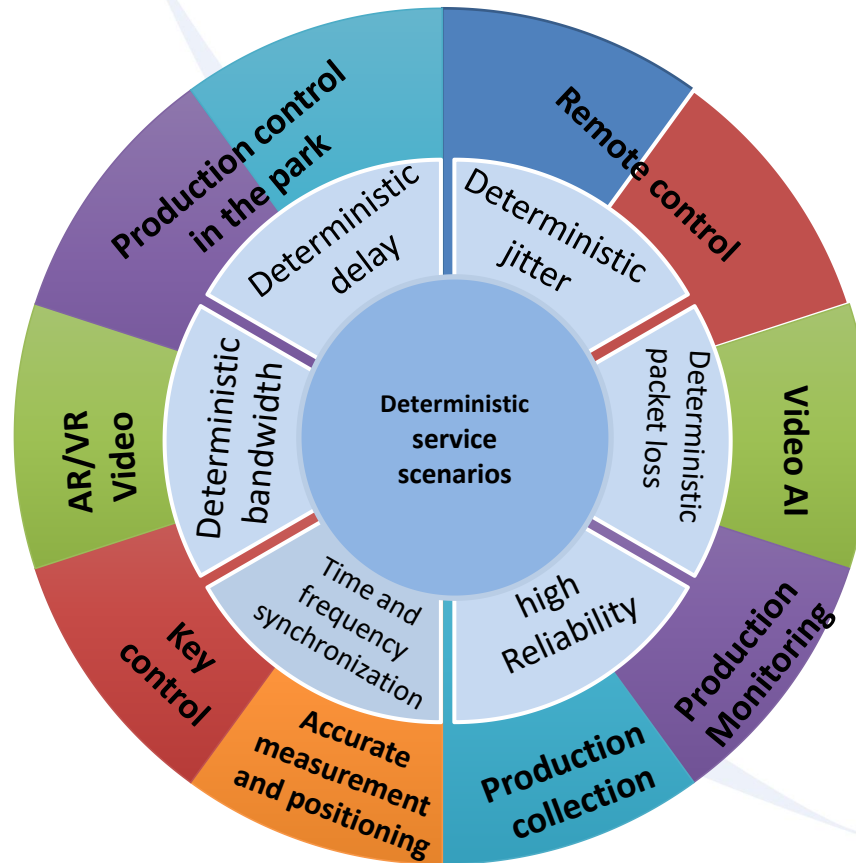 Production control
in the park
Remote control
Deterministic
delay
Deterministic
jitter
Deterministic
bandwidth
Deterministic
packet loss
AR/VR
Video
Deterministic
service
scenarios
Video AI
Time and
frequency
synchronization
high
Reliability
Key
control
Production
Monitoring
Accurate
measurement
and positioning
Production
collection